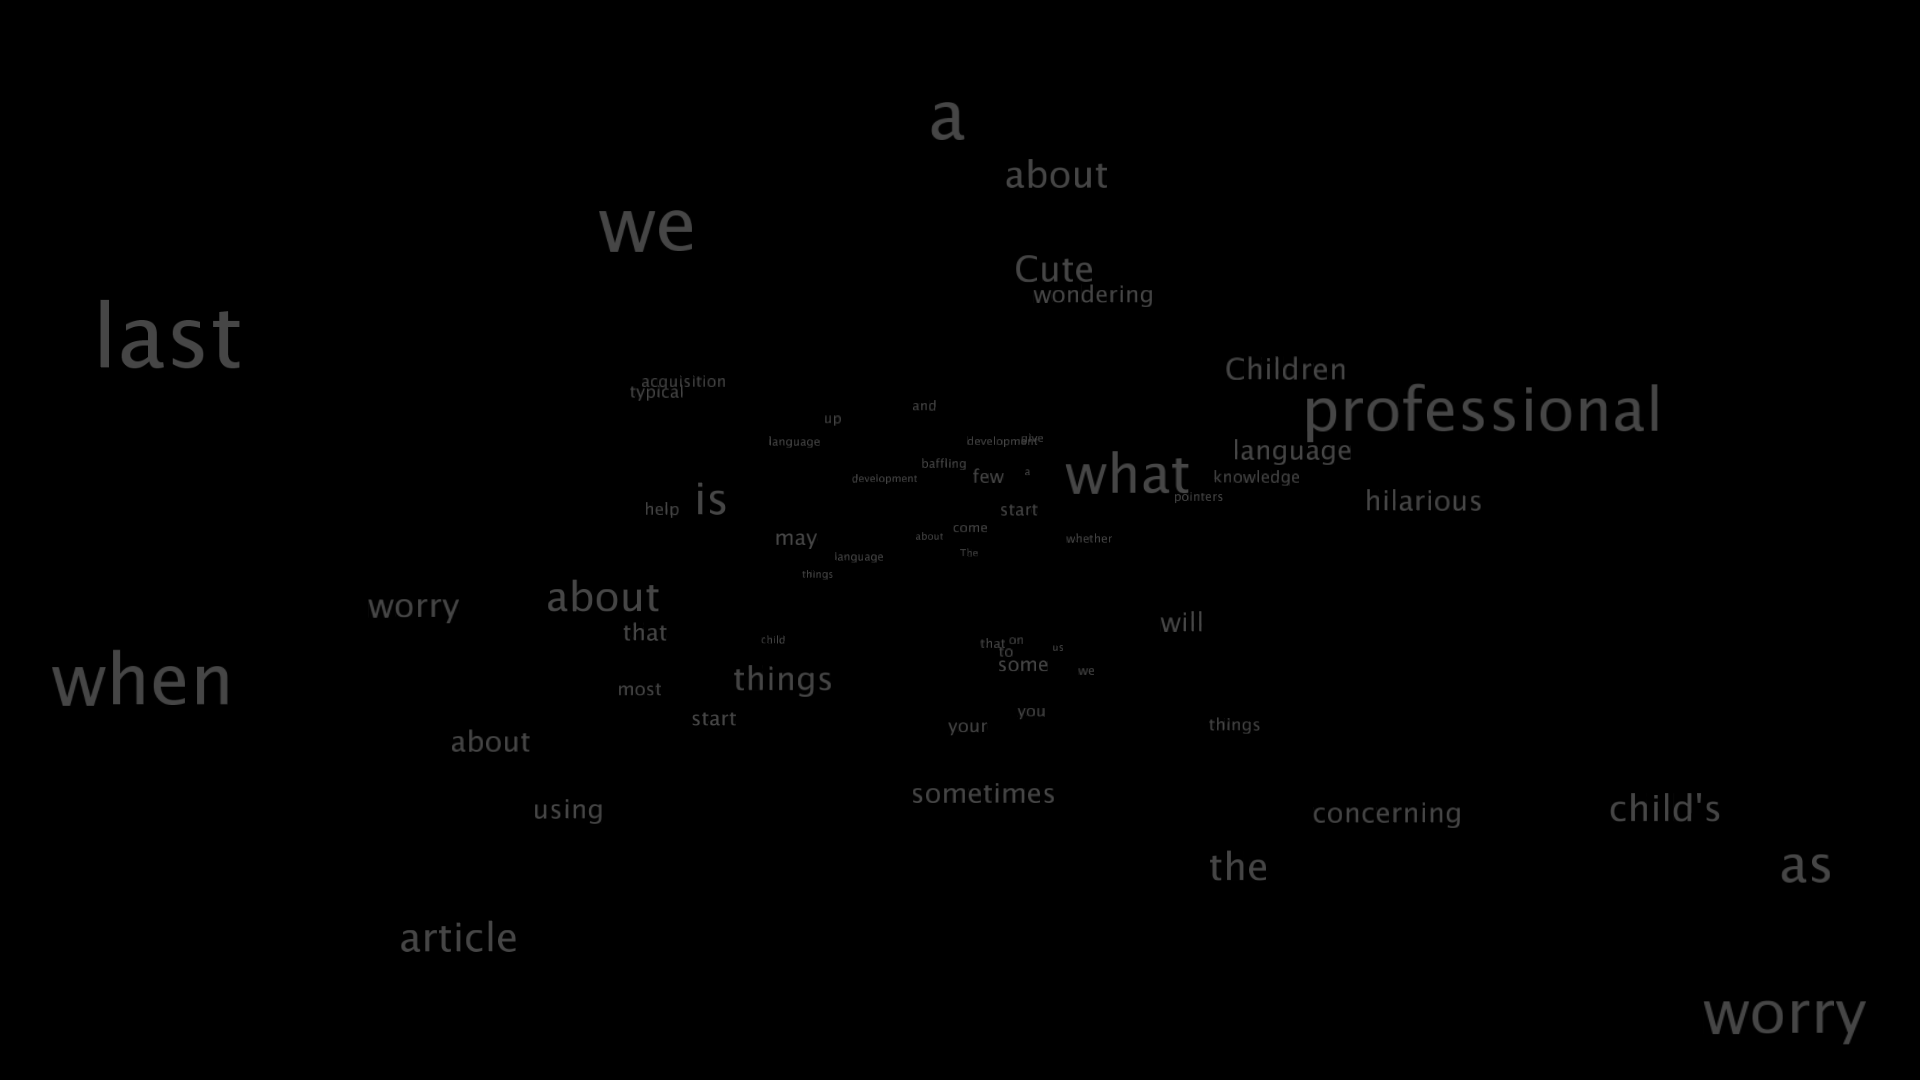 a
about
we
Cute
wondering
last
Children
acquisition
typical
professional
and
up
give
development
language
language
baffling
what
a
few
knowledge
development
pointers
is
hilarious
help
start
come
may
about
whether
The
language
things
about
worry
will
that
child
that on
us
to
some
we
when
things
most
you
start
your
things
about
sometimes
child's
using
concerning
the
as
article
worry